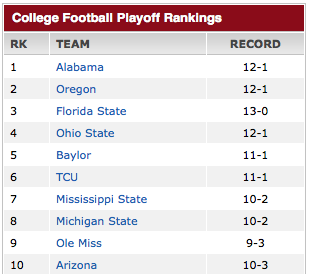 College Football Playoff Rankings
RK TEAM RECORD
1 Alabama 12-1
2 Oregon 12-1
3 Florida State 13-0
4 Ohio State 12-1
5 Baylor 11-1
6 TCU 11-1
7 Mississippi State 10-2
8 Michigan State 10-2
9 Ole Miss 9-3
10 Arizona 10-3